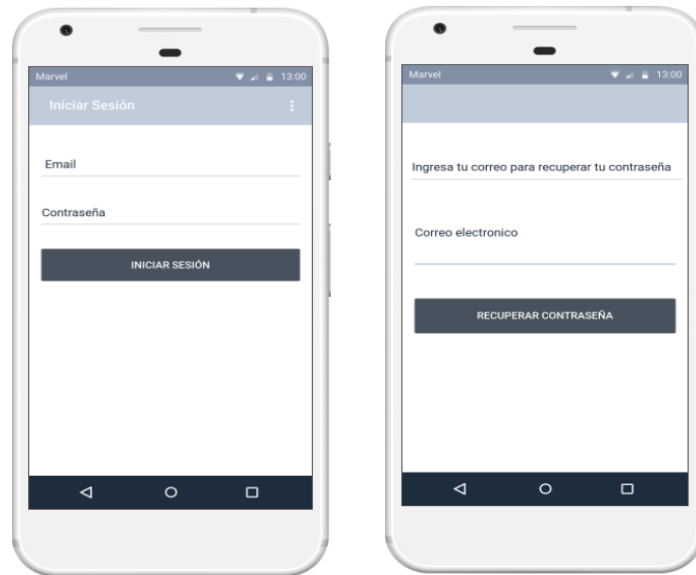 Marvel 13:00
Iniciar Sesión
Email
Contraseña
INICIAR SESIÓN
Marvel 13:00
Ingresa tu correo para recuperar tu contraseña
Correo electronico
RECUPERAR CONTRASEÑA